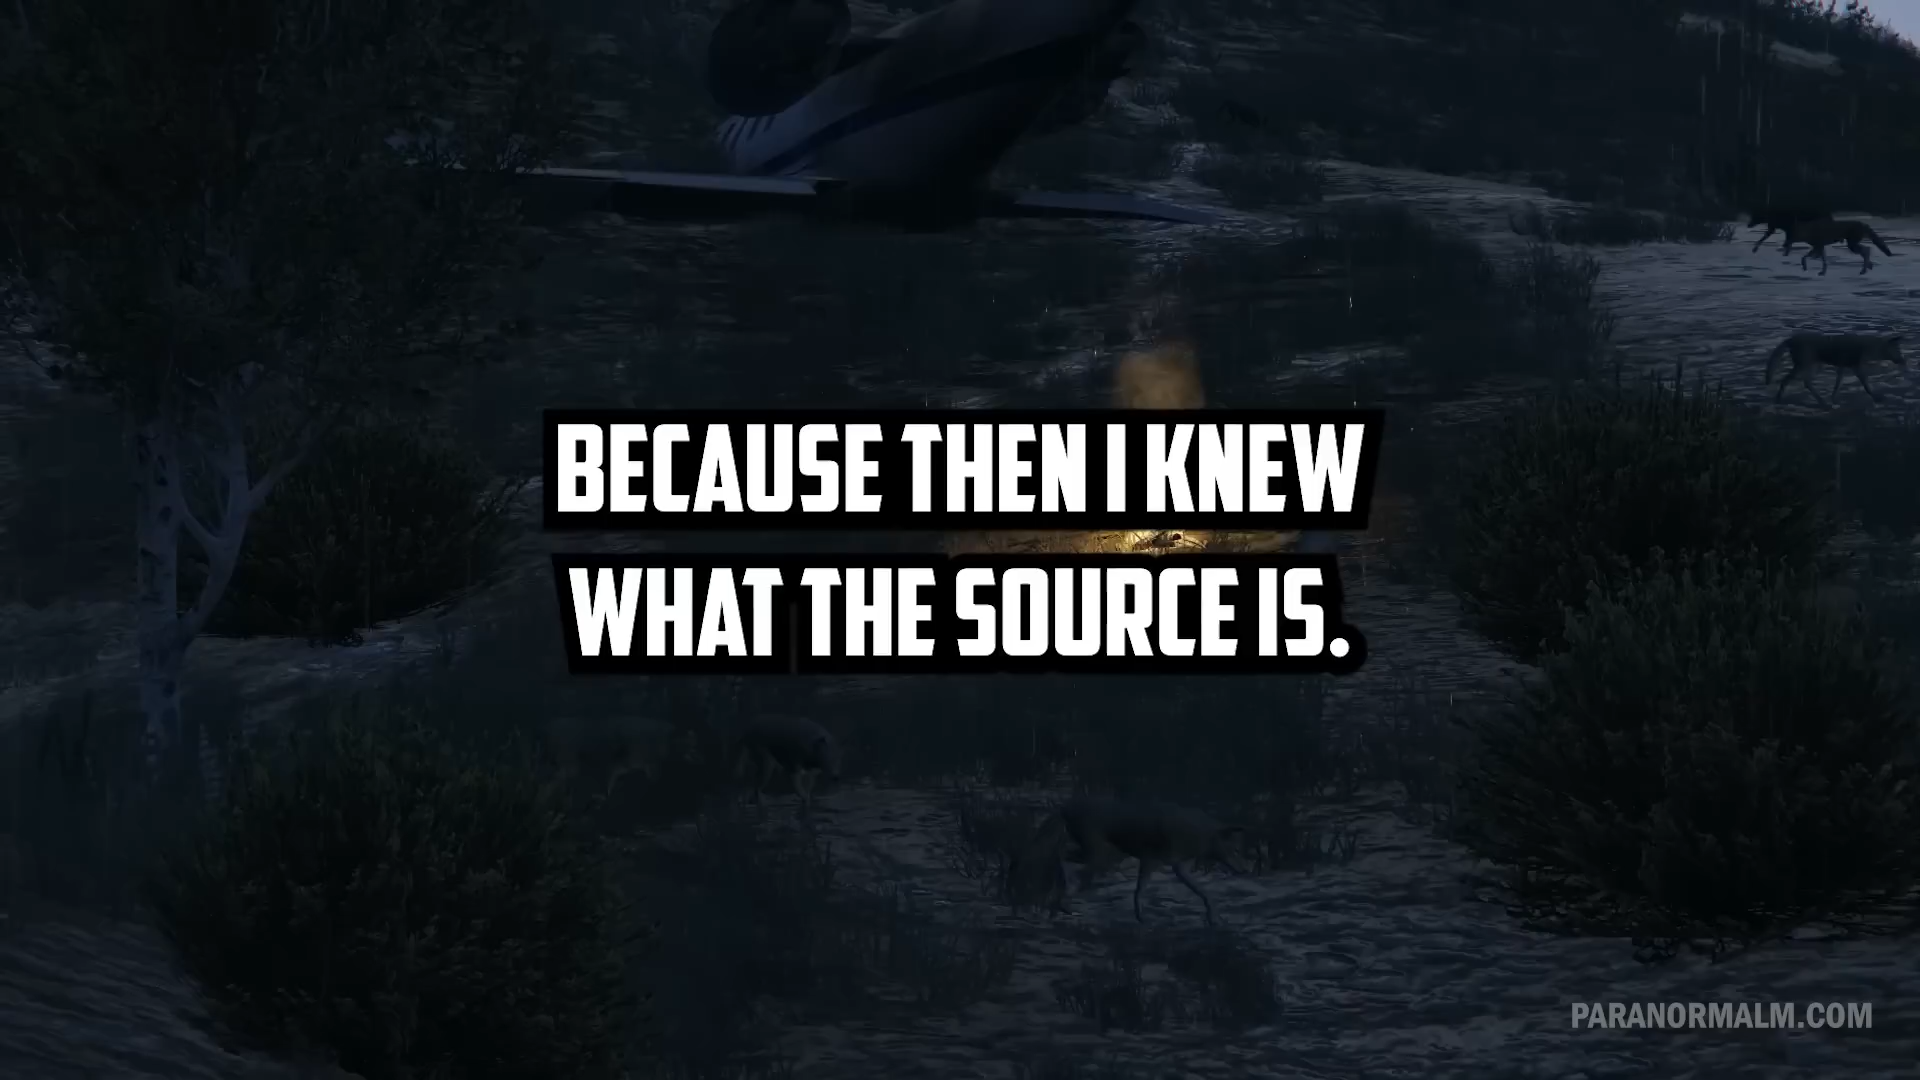 BECAUSE THEN I KNEW
WHAT THE SOURCE IS.
PARANORMALM.COM